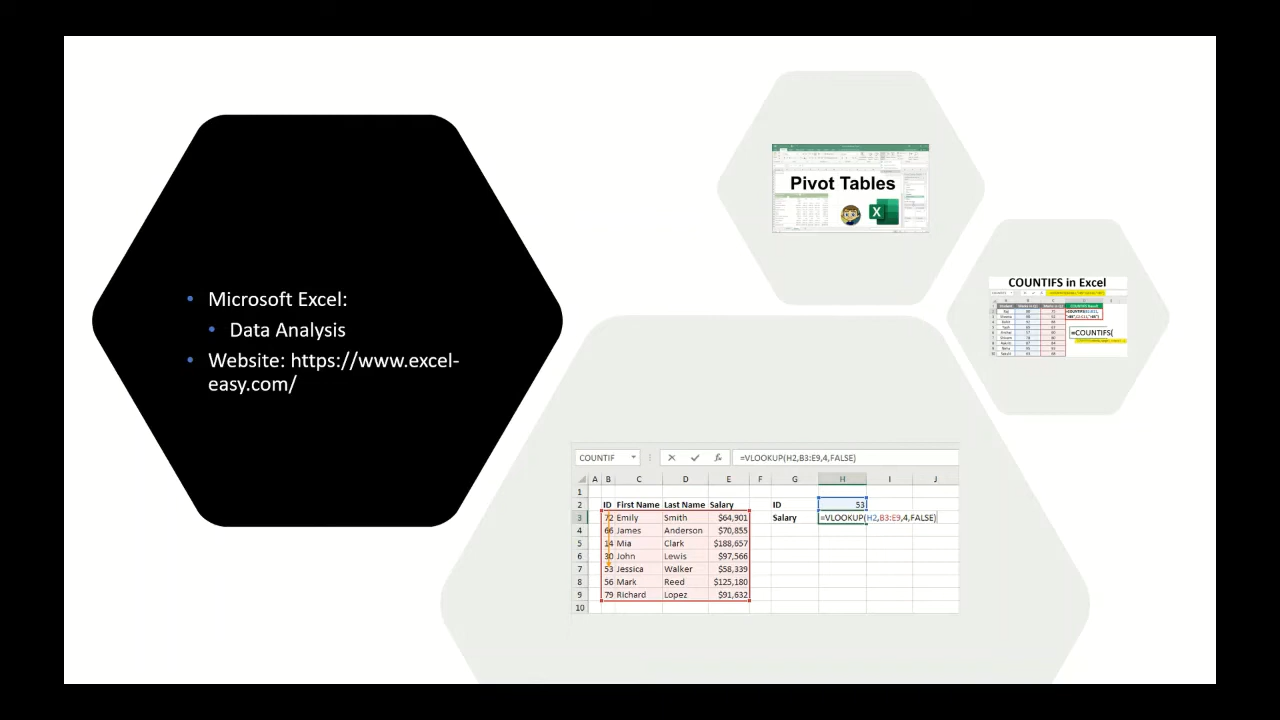 Microsoft Excel:
Data Analysis
Website: https://www.excel-
easy.com/
Pivot Tables
COUNTIFS in Excel
=COUNTIFS(
COUNTIF =VLOOKUP(H2,B3:E9,4,FALSE)
A B C D E F G H I J
1
2 ID First Name Last Name Salary ID 53
3 72 Emily Smith $64,901 Salary =VLOOKUP(H2,B3:E9,4,FALSE)
4 66 James Anderson $70,855
5 14 Mia Clark $188,657
6 30 John Lewis $97,566
7 53 Jessica Walker $58,339
8 56 Mark Reed $125,180
9 79 Richard Lopez $91,632
10